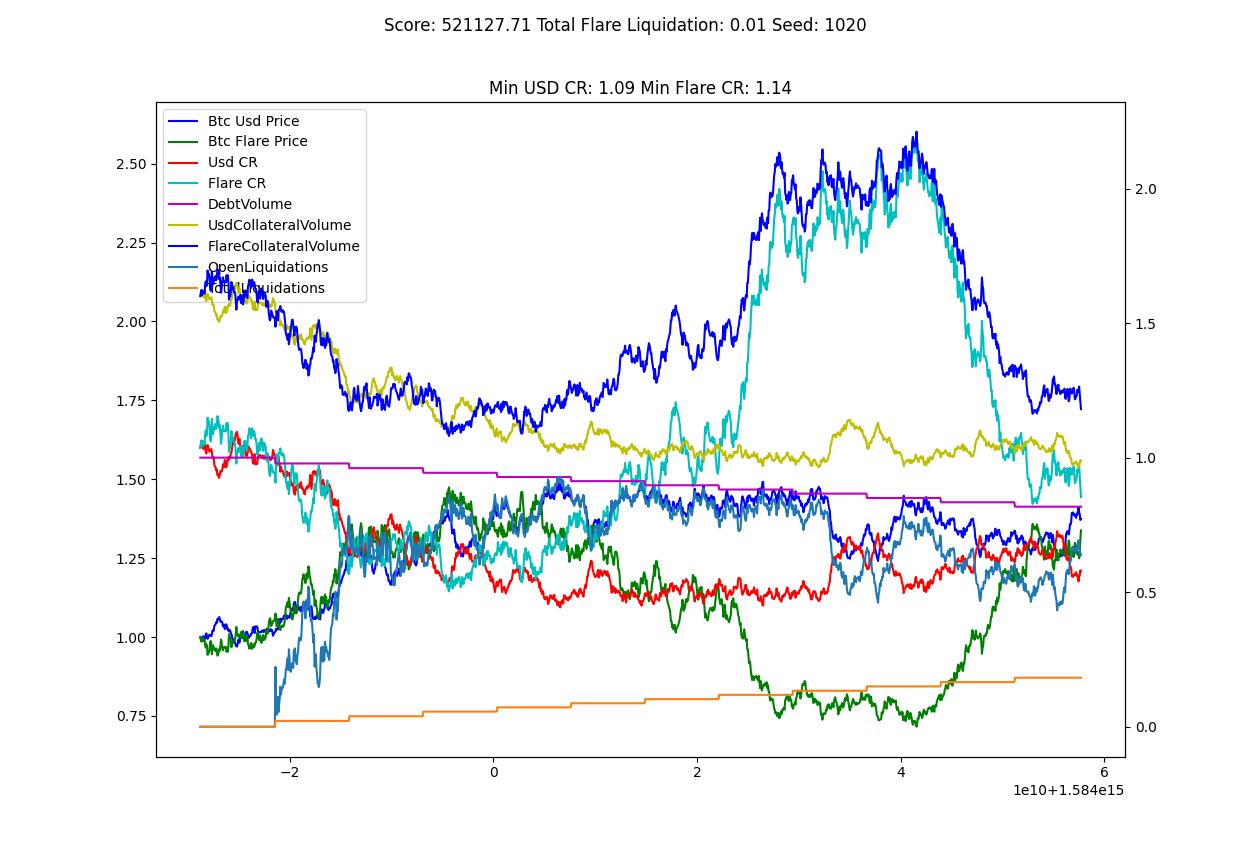 Score: 521127.71 Total Flare Liquidation: 0.01 Seed: 1020
Min USD CR: 1.09 Min Flare CR: 1.14
Btc Usd Price
Btc Flare Price
Usd CR
Flare CR
DebtVolume
UsdCollateralVolume
FlareCollateralVolume
OpenLiquidations
TotalLiquidations
2.50
2.25
2.00
1.75
1.50
1.25
1.00
0.75
2.0
1.5
1.0
0.5
0.0
−2 0 2 4 6
1e10+1.584e15